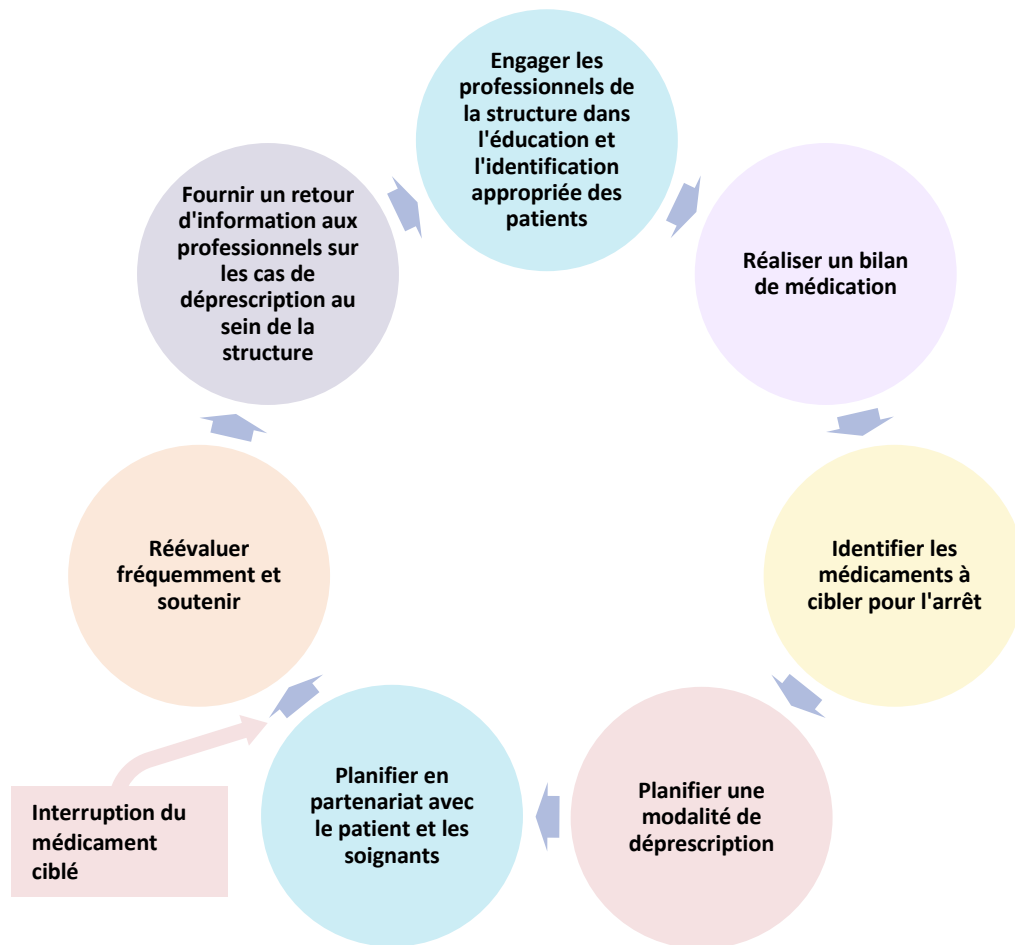 Engager les
professionnels de
la structure dans
l'éducation et
l'identification
appropriée des
patients
Réaliser un bilan
de médication
Identifier les
médicaments à
cibler pour l'arrêt
Planifier une
modalité de
déprescription
Planifier en
partenariat avec
le patient et les
soignants
Interruption du
médicament
ciblé
Réévaluer
fréquemment et
soutenir
Fournir un retour
d'information aux
professionnels sur
les cas de
déprescription au
sein de la
structure